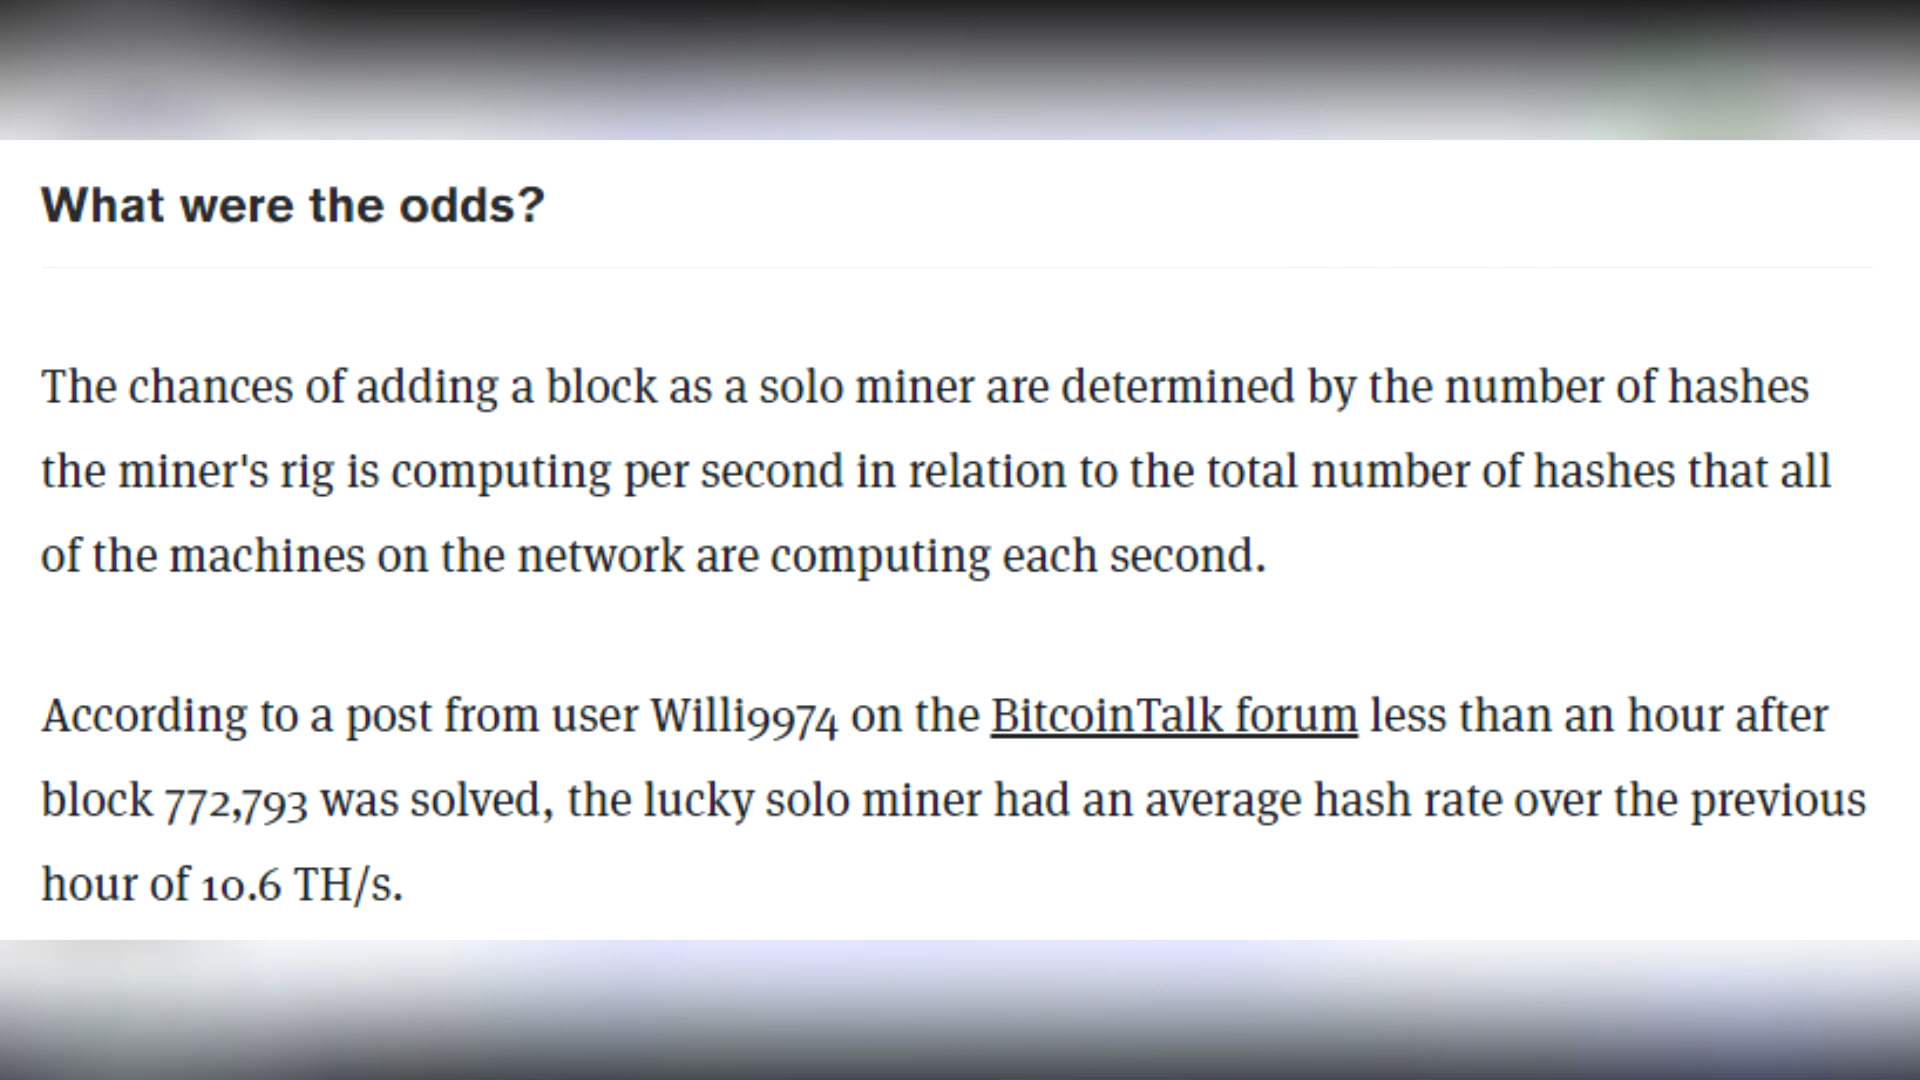 What were the odds?
The chances of adding a block as a solo miner are determined by the number of hashes
the miner's rig is computing per second in relation to the total number of hashes that all
of the machines on the network are computing each second.
According to a post from user Willi9974 on the BitcoinTalk forum less than an hour after
block 772,793 was solved, the lucky solo miner had an average hash rate over the previous
hour of 10.6 TH/s.